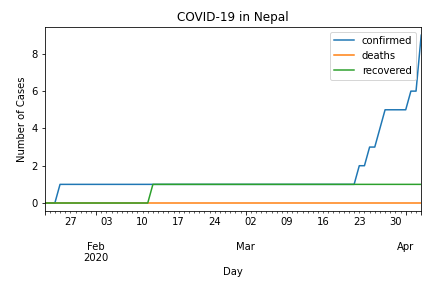 COVID-19 in Nepal
confirmed
deaths
recovered
Number of Cases
8
6
4
2
0
27 03 10 17 24 02 09 16 23 30
Feb Mar Apr
2020
Day